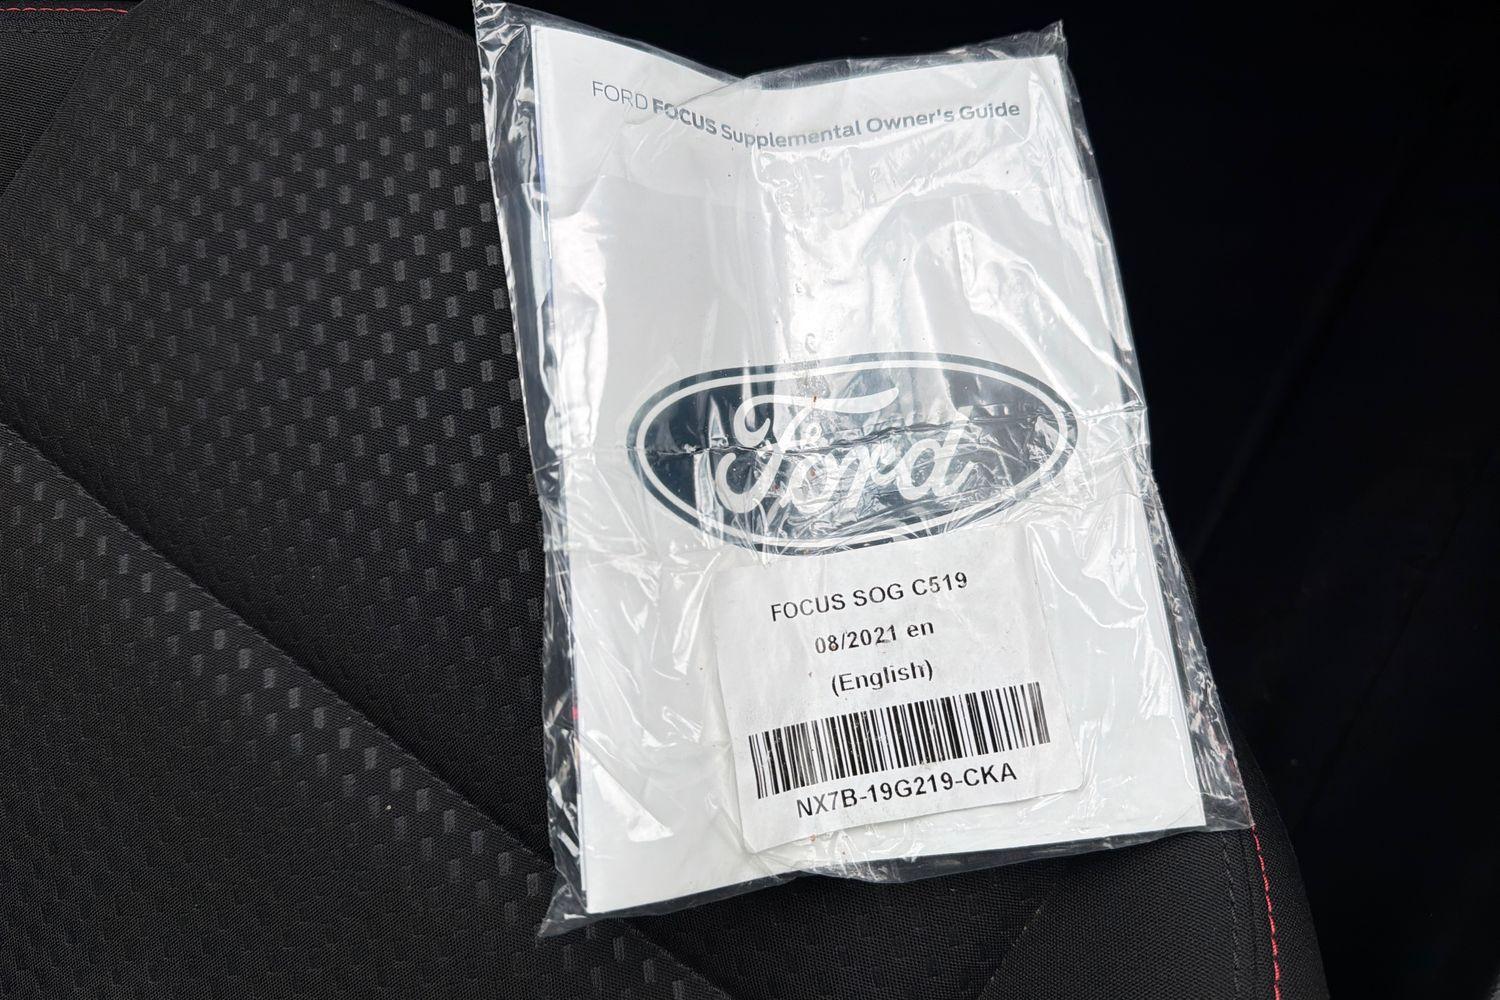 FORD FOCUS Supplemental Owner's Guide
Ford
FOCUS SOG C519
08/2021 en
(English)
NX7B-19G219-CKA